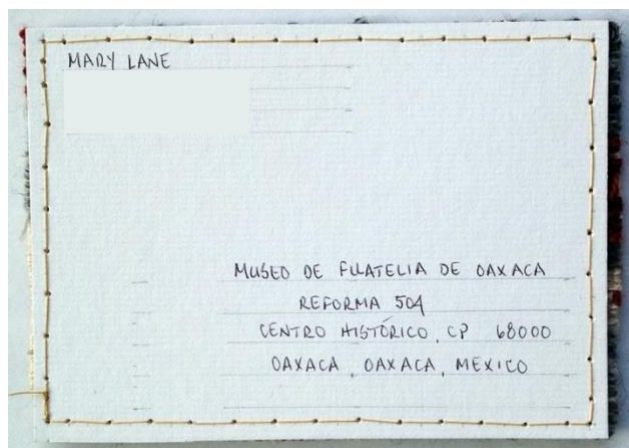 MARY LANE
MUSEO DE FILATELIA DE OAXACA
REFORMA 504
CENTRO HISTÓRICO, CP 68000
OAXACA, OAXACA, MEXICO